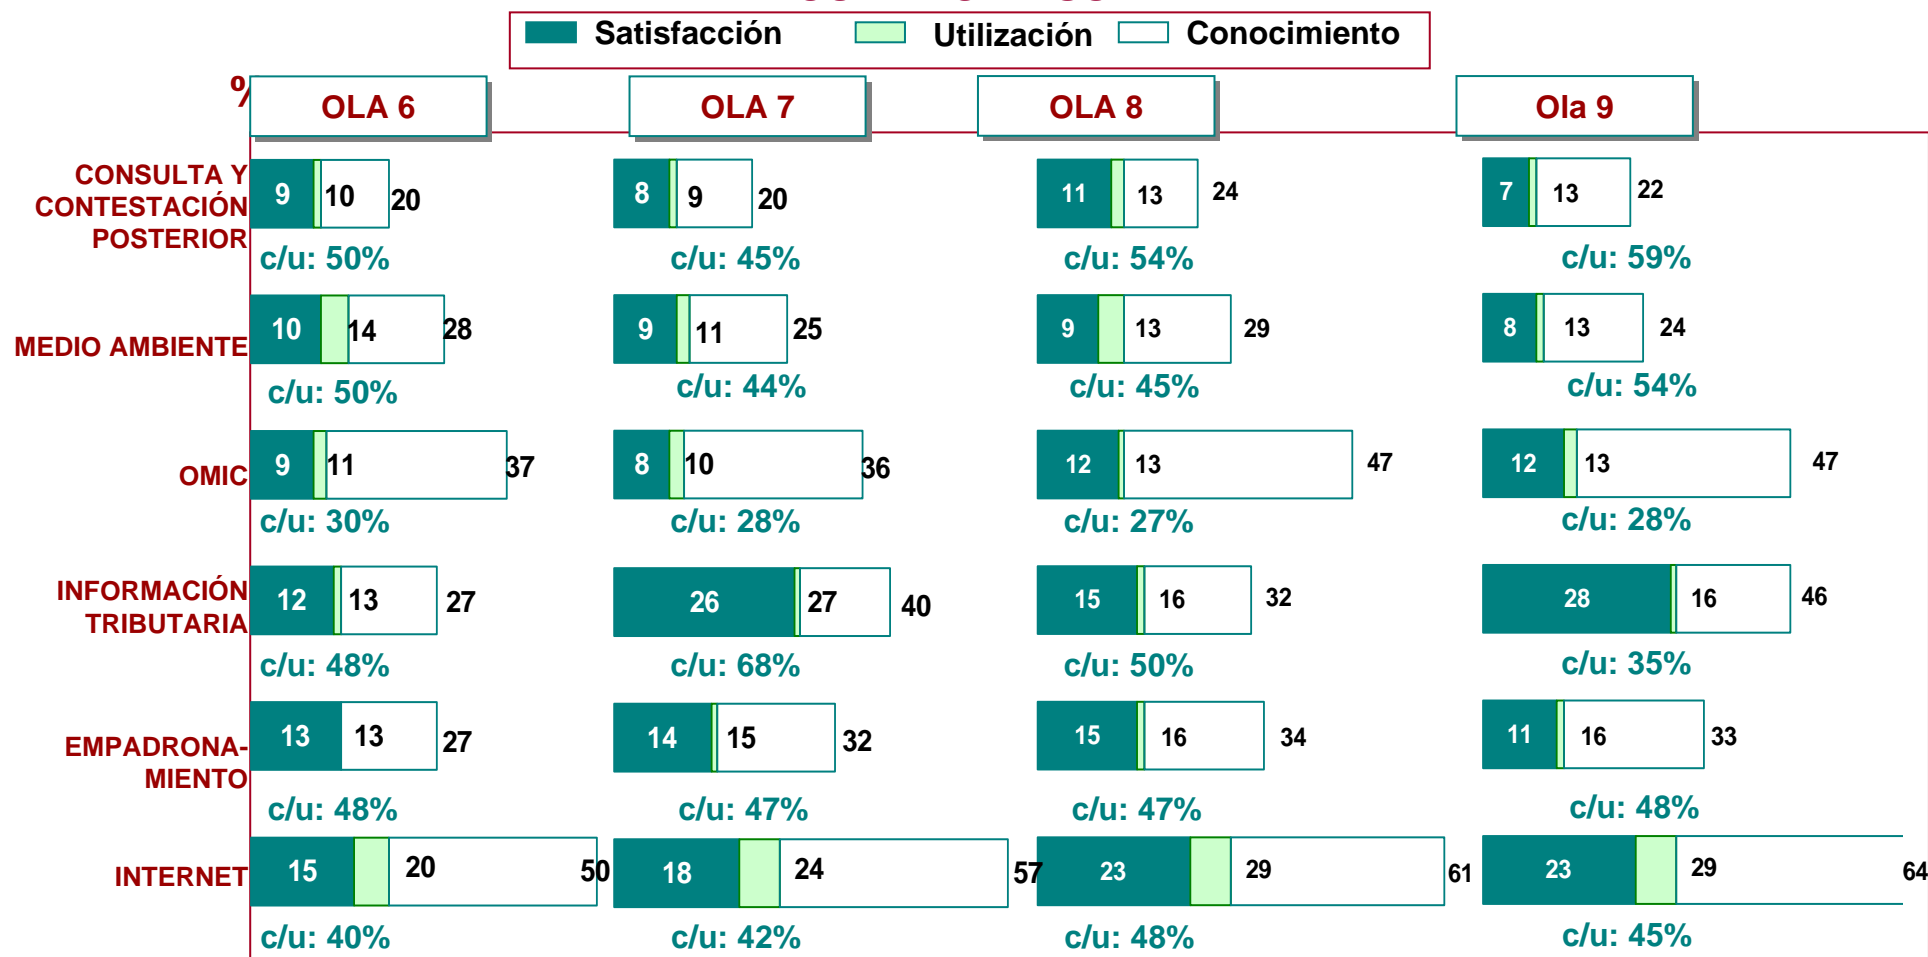 Satisfacción Utilización Conocimiento
%
OLA 6 OLA 7 OLA 8 Ola 9
CONSULTA Y
CONTESTACIÓN
POSTERIOR
9 10 20 8 9 20 11 13 24 7 13 22
c/u: 50% c/u: 45% c/u: 54% c/u: 59%
MEDIO AMBIENTE
10 14 28 9 11 25 9 13 29 8 13 24
c/u: 50% c/u: 44% c/u: 45% c/u: 54%
OMIC
9 11 37 8 10 36 12 13 47 12 13 47
c/u: 30% c/u: 28% c/u: 27% c/u: 28%
INFORMACIÓN
TRIBUTARIA
12 13 27 26 27 40 15 16 32 28 16 46
c/u: 48% c/u: 68% c/u: 50% c/u: 35%
EMPADRONA-
MIENTO
13 13 27 14 15 32 15 16 34 11 16 33
c/u: 48% c/u: 47% c/u: 47% c/u: 48%
INTERNET
15 20 50 18 24 57 23 29 61 23 29 64
c/u: 40% c/u: 42% c/u: 48% c/u: 45%